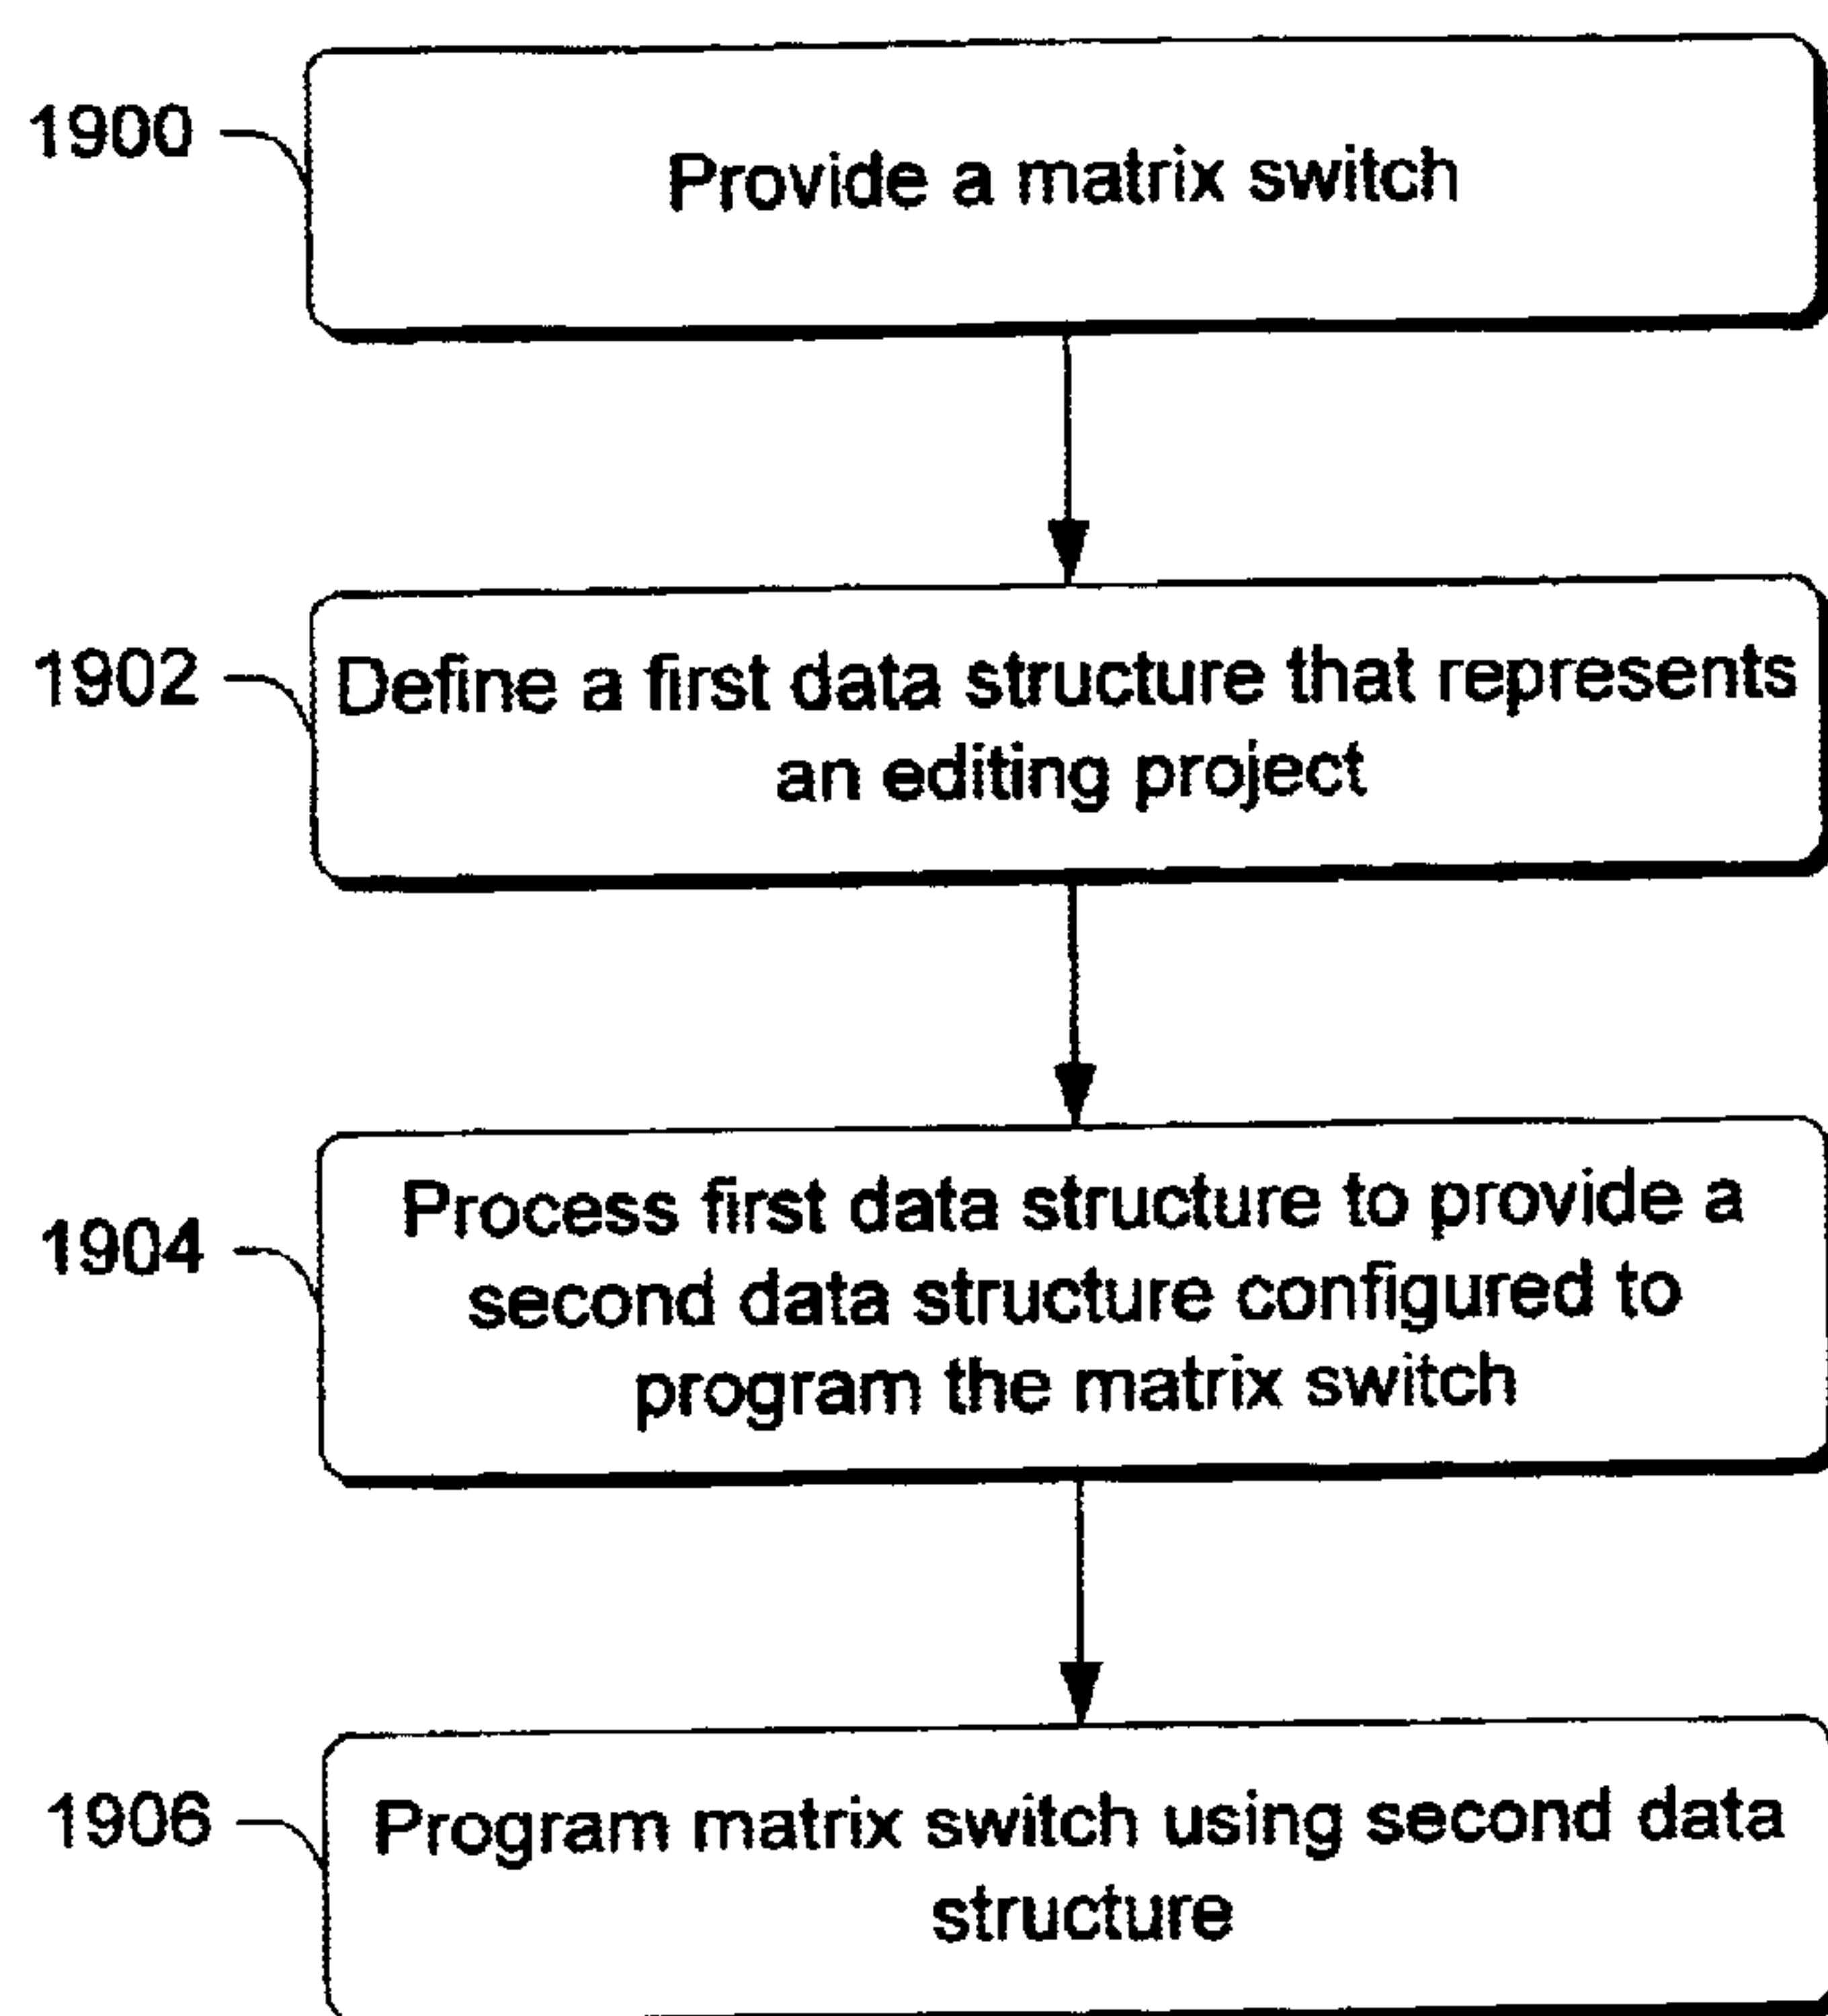 1900
Provide a matrix switch
1902
Define a first data structure that represents
an editing project
1904
Process first data structure to provide a
second data structure configured to
program the matrix switch
1906
Program matrix switch using second data
structure